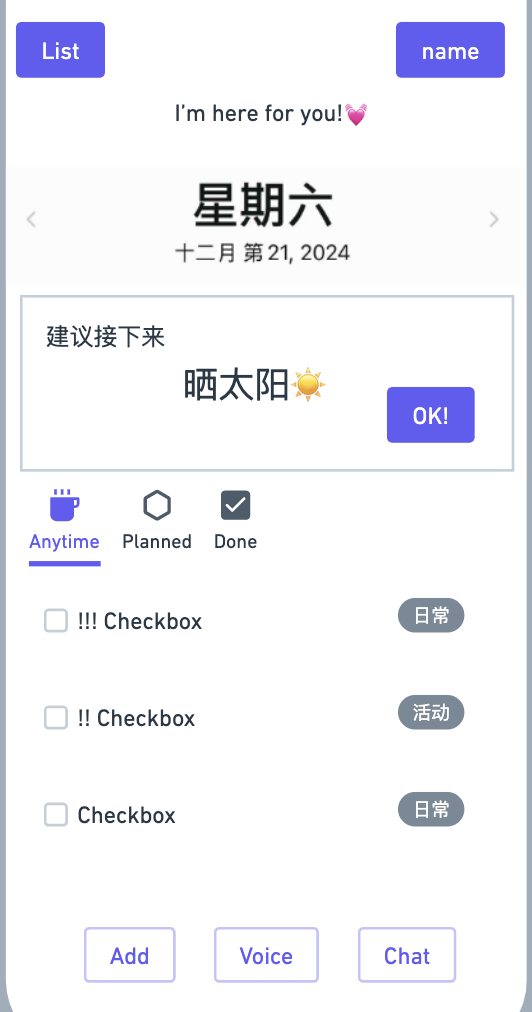 List
name
I'm here for you!💓
星期六
十二月 第21, 2024
建议接下来
晒太阳☀️
OK!
Anytime
Planned
Done
!!! Checkbox
日常
!! Checkbox
活动
Checkbox
日常
Add
Voice
Chat